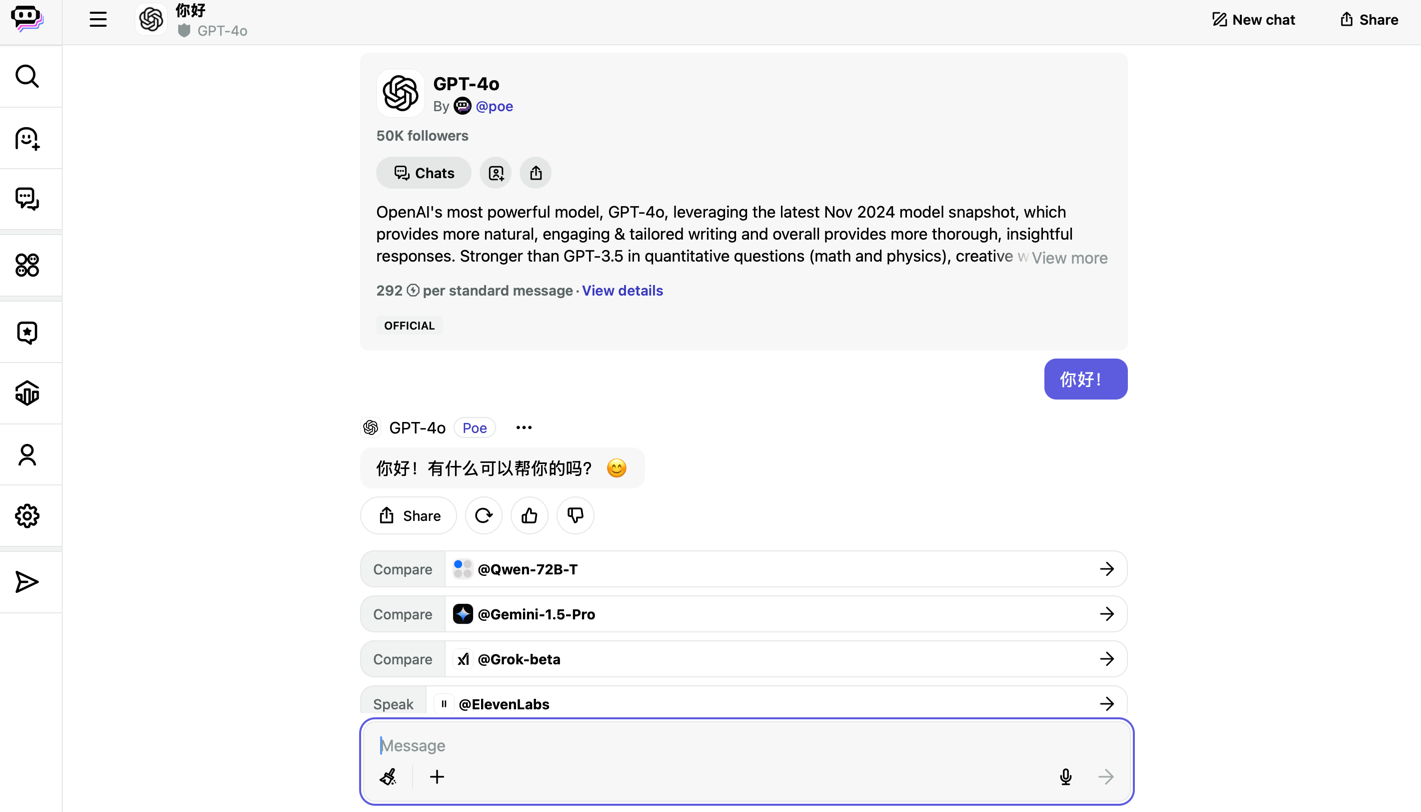 你好
GPT-4o
New chat
Share
GPT-4o
By @poe
50K followers
Chats
OpenAI's most powerful model, GPT-4o, leveraging the latest Nov 2024 model snapshot, which
provides more natural, engaging & tailored writing and overall provides more thorough, insightful
responses. Stronger than GPT-3.5 in quantitative questions (math and physics), creative w View more
292 per standard message · View details
OFFICIAL
你好！
GPT-4o Poe
你好！有什么可以帮你的吗？ 😊
Share
Compare @Qwen-72B-T
Compare @Gemini-1.5-Pro
Compare @Grok-beta
Speak @ElevenLabs
Message